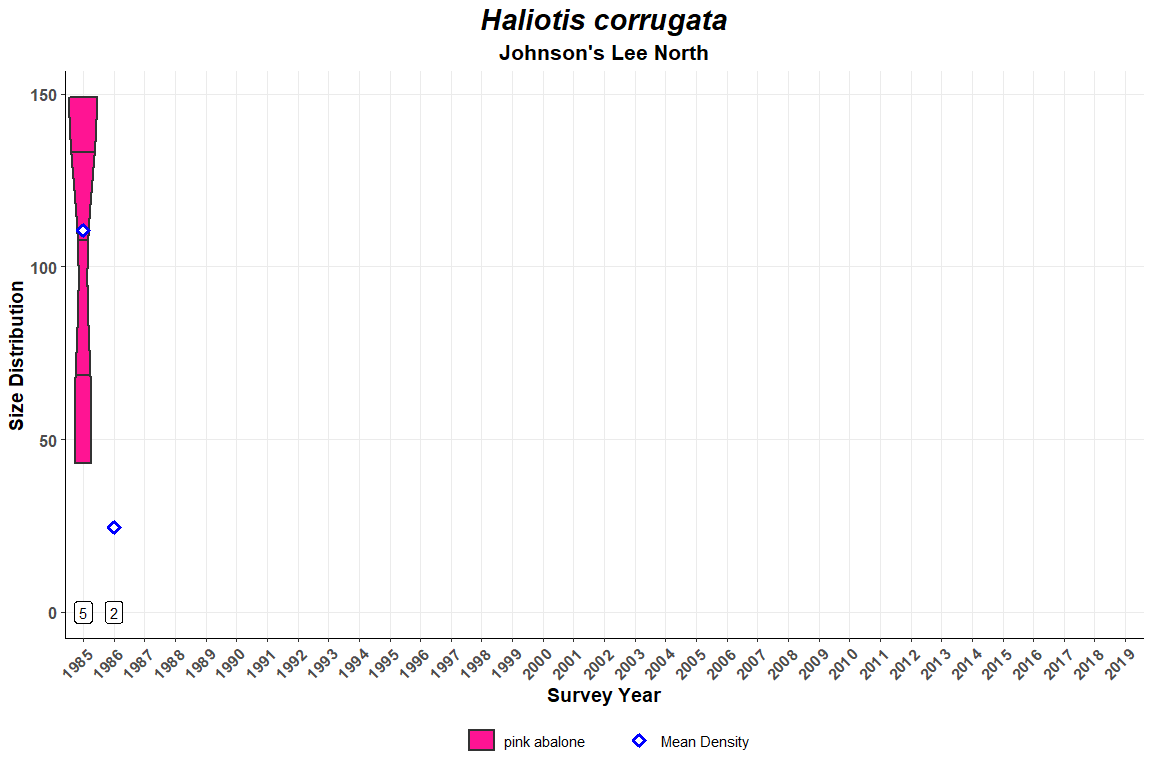 Haliotis corrugata
Johnson's Lee North
Size Distribution
150
100
50
0
5 2
1985 1986 1987 1988 1989 1990 1991 1992 1993 1994 1995 1996 1997 1998 1999 2000 2001 2002 2003 2004 2005 2006 2007 2008 2009 2010 2011 2012 2013 2014 2015 2016 2017 2018 2019
Survey Year
pink abalone Mean Density